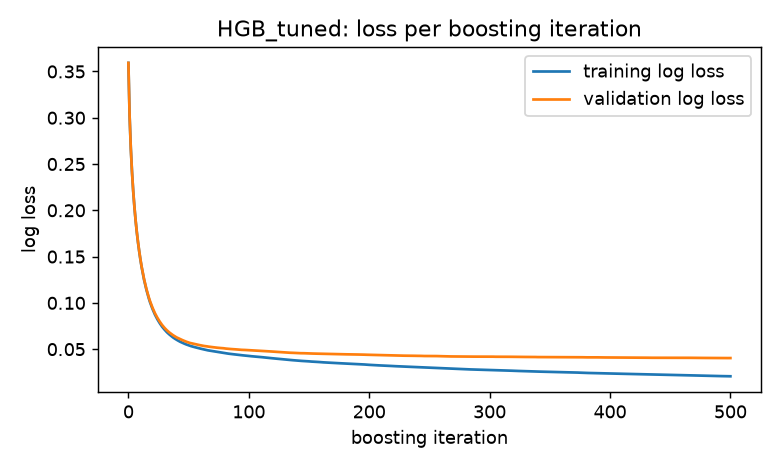 HGB_tuned: loss per boosting iteration
training log loss
validation log loss
log loss
0.35
0.30
0.25
0.20
0.15
0.10
0.05
0
100
200
300
400
500
boosting iteration